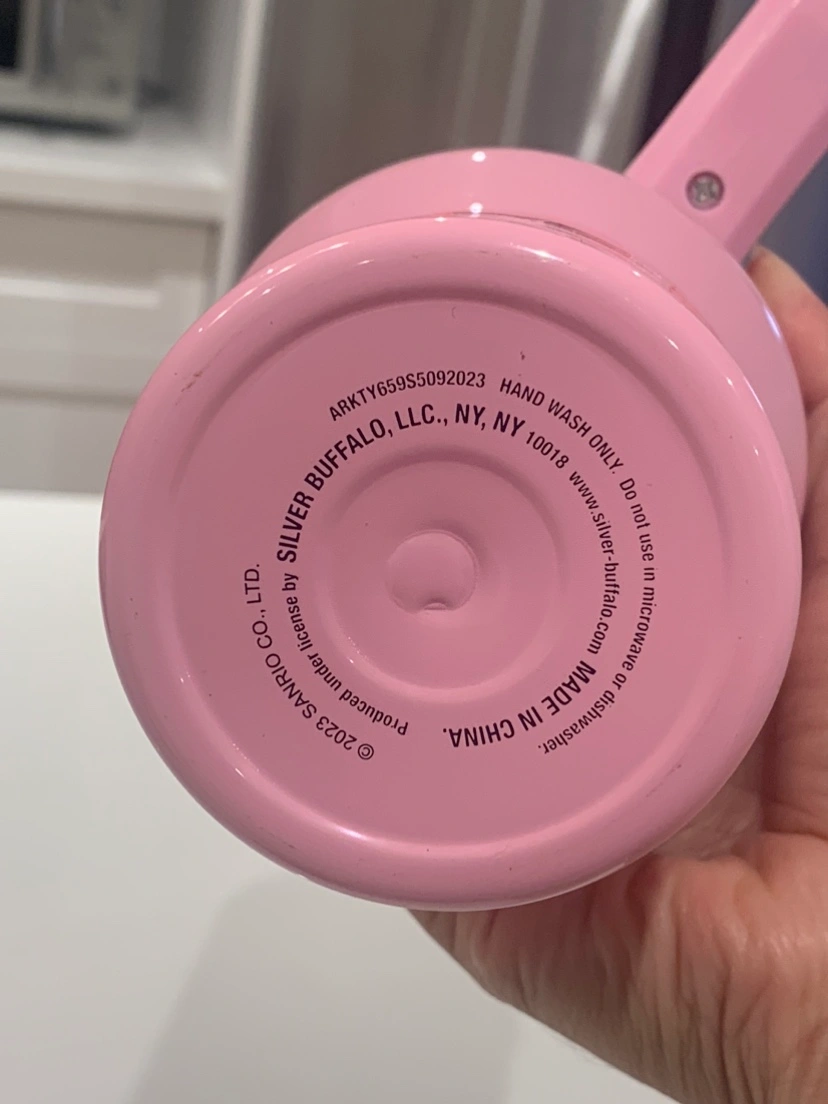 © 2023 SANRIO CO., LTD.
ARKTY659S5092023 HAND WASH ONLY. Do not use in microwave or dishwasher.
Produced under license by SILVER BUFFALO, LLC., NY, NY 10018 www.silver-buffalo.com MADE IN CHINA.